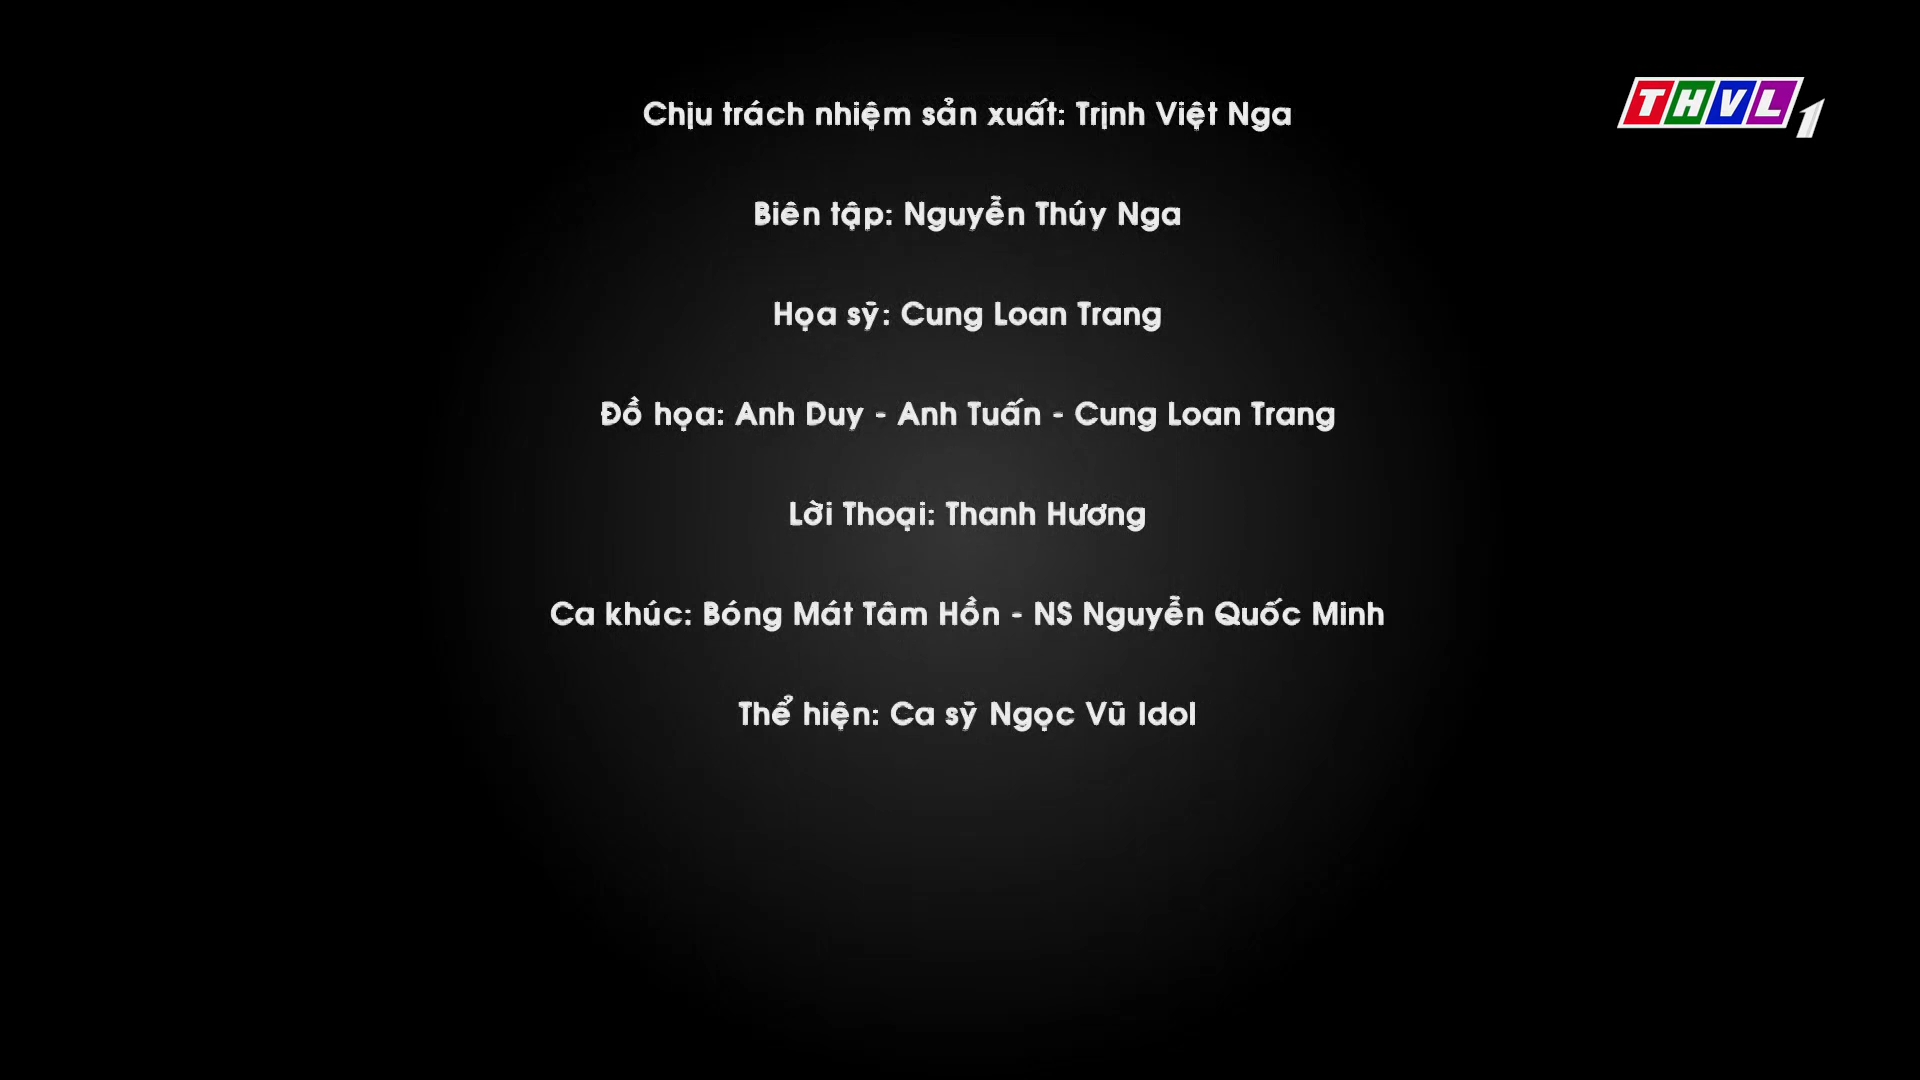 THVL1
Chịu trách nhiệm sản xuất: Trịnh Việt Nga
Biên tập: Nguyễn Thúy Nga
Họa sỹ: Cung Loan Trang
Đồ họa: Anh Duy - Anh Tuấn - Cung Loan Trang
Lời Thoại: Thanh Hương
Ca khúc: Bóng Mát Tâm Hồn - NS Nguyễn Quốc Minh
Thể hiện: Ca sỹ Ngọc Vũ Idol